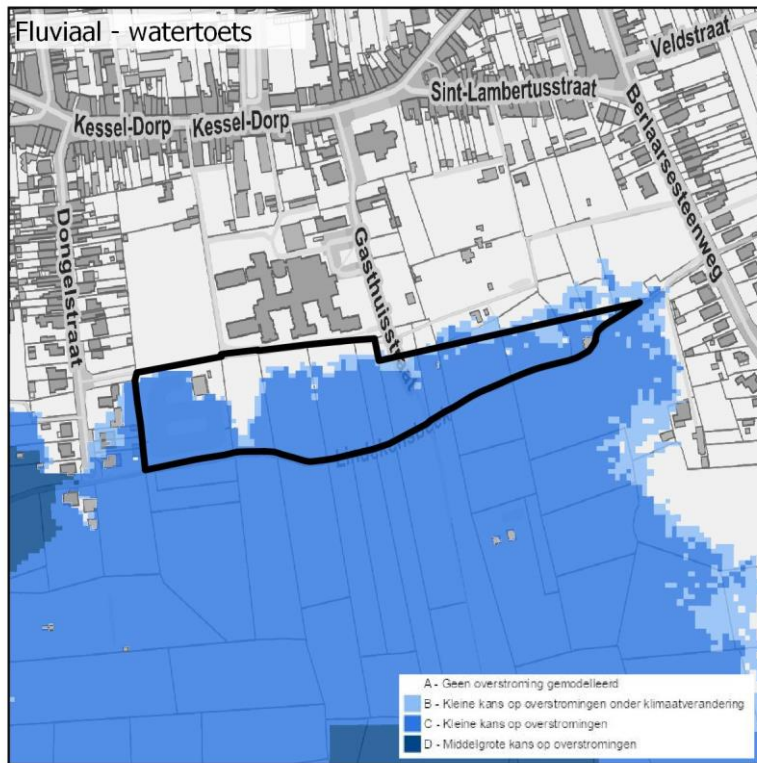 Fluviaal - watertoets
Veldstraat
Sint-Lambertusstraat
Kessel-Dorp
Kessel-Dorp
Berlaarsesteenweg
Dongelstraat
Gasthuisstraat
Lindekensbeek
A - Geen overstroming gemodelleerd
B - Kleine kans op overstromingen onder klimaatverandering
C - Kleine kans op overstromingen
D - Middelgrote kans op overstromingen